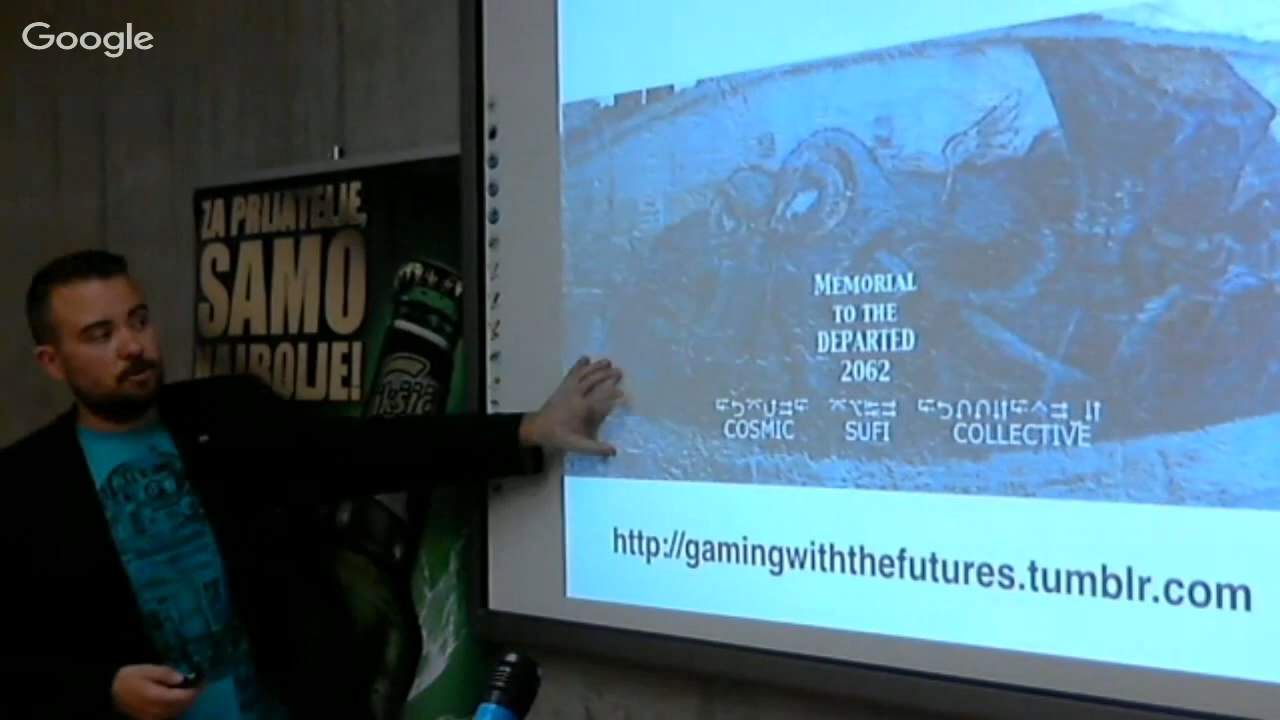 Google
ZA PRIJATELJE,
SAMO
NAJBOLJE!
MEMORIAL
TO THE
DEPARTED
2062
COSMIC SUFI COLLECTIVE
http://gamingwiththefutures.tumblr.com